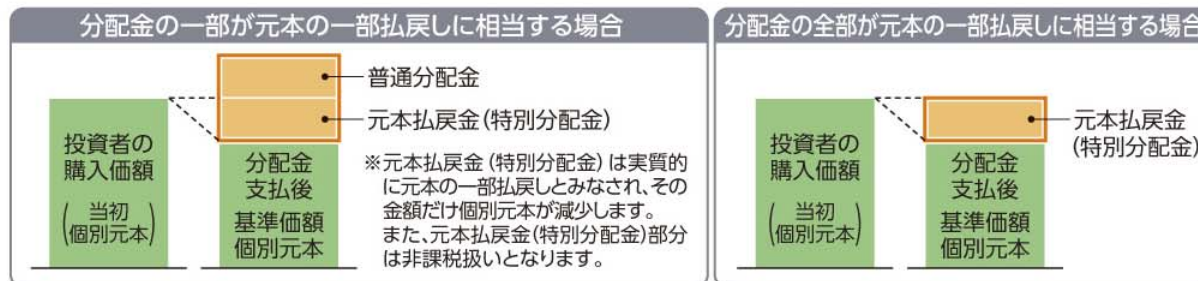 分配金の一部が元本の一部払戻しに相当する場合
普通分配金
元本払戻金(特別分配金)
投資者の
購入価額
(当初
個別元本)
分配金
支払後
基準価額
個別元本
※元本払戻金(特別分配金)は実質的
に元本の一部払戻しとみなされ、その
金額だけ個別元本が減少します。
また、元本払戻金(特別分配金)部分
は非課税扱いとなります。
分配金の全部が元本の一部払戻しに相当する場合
元本払戻金
(特別分配金)
投資者の
購入価額
(当初
個別元本)
分配金
支払後
基準価額
個別元本